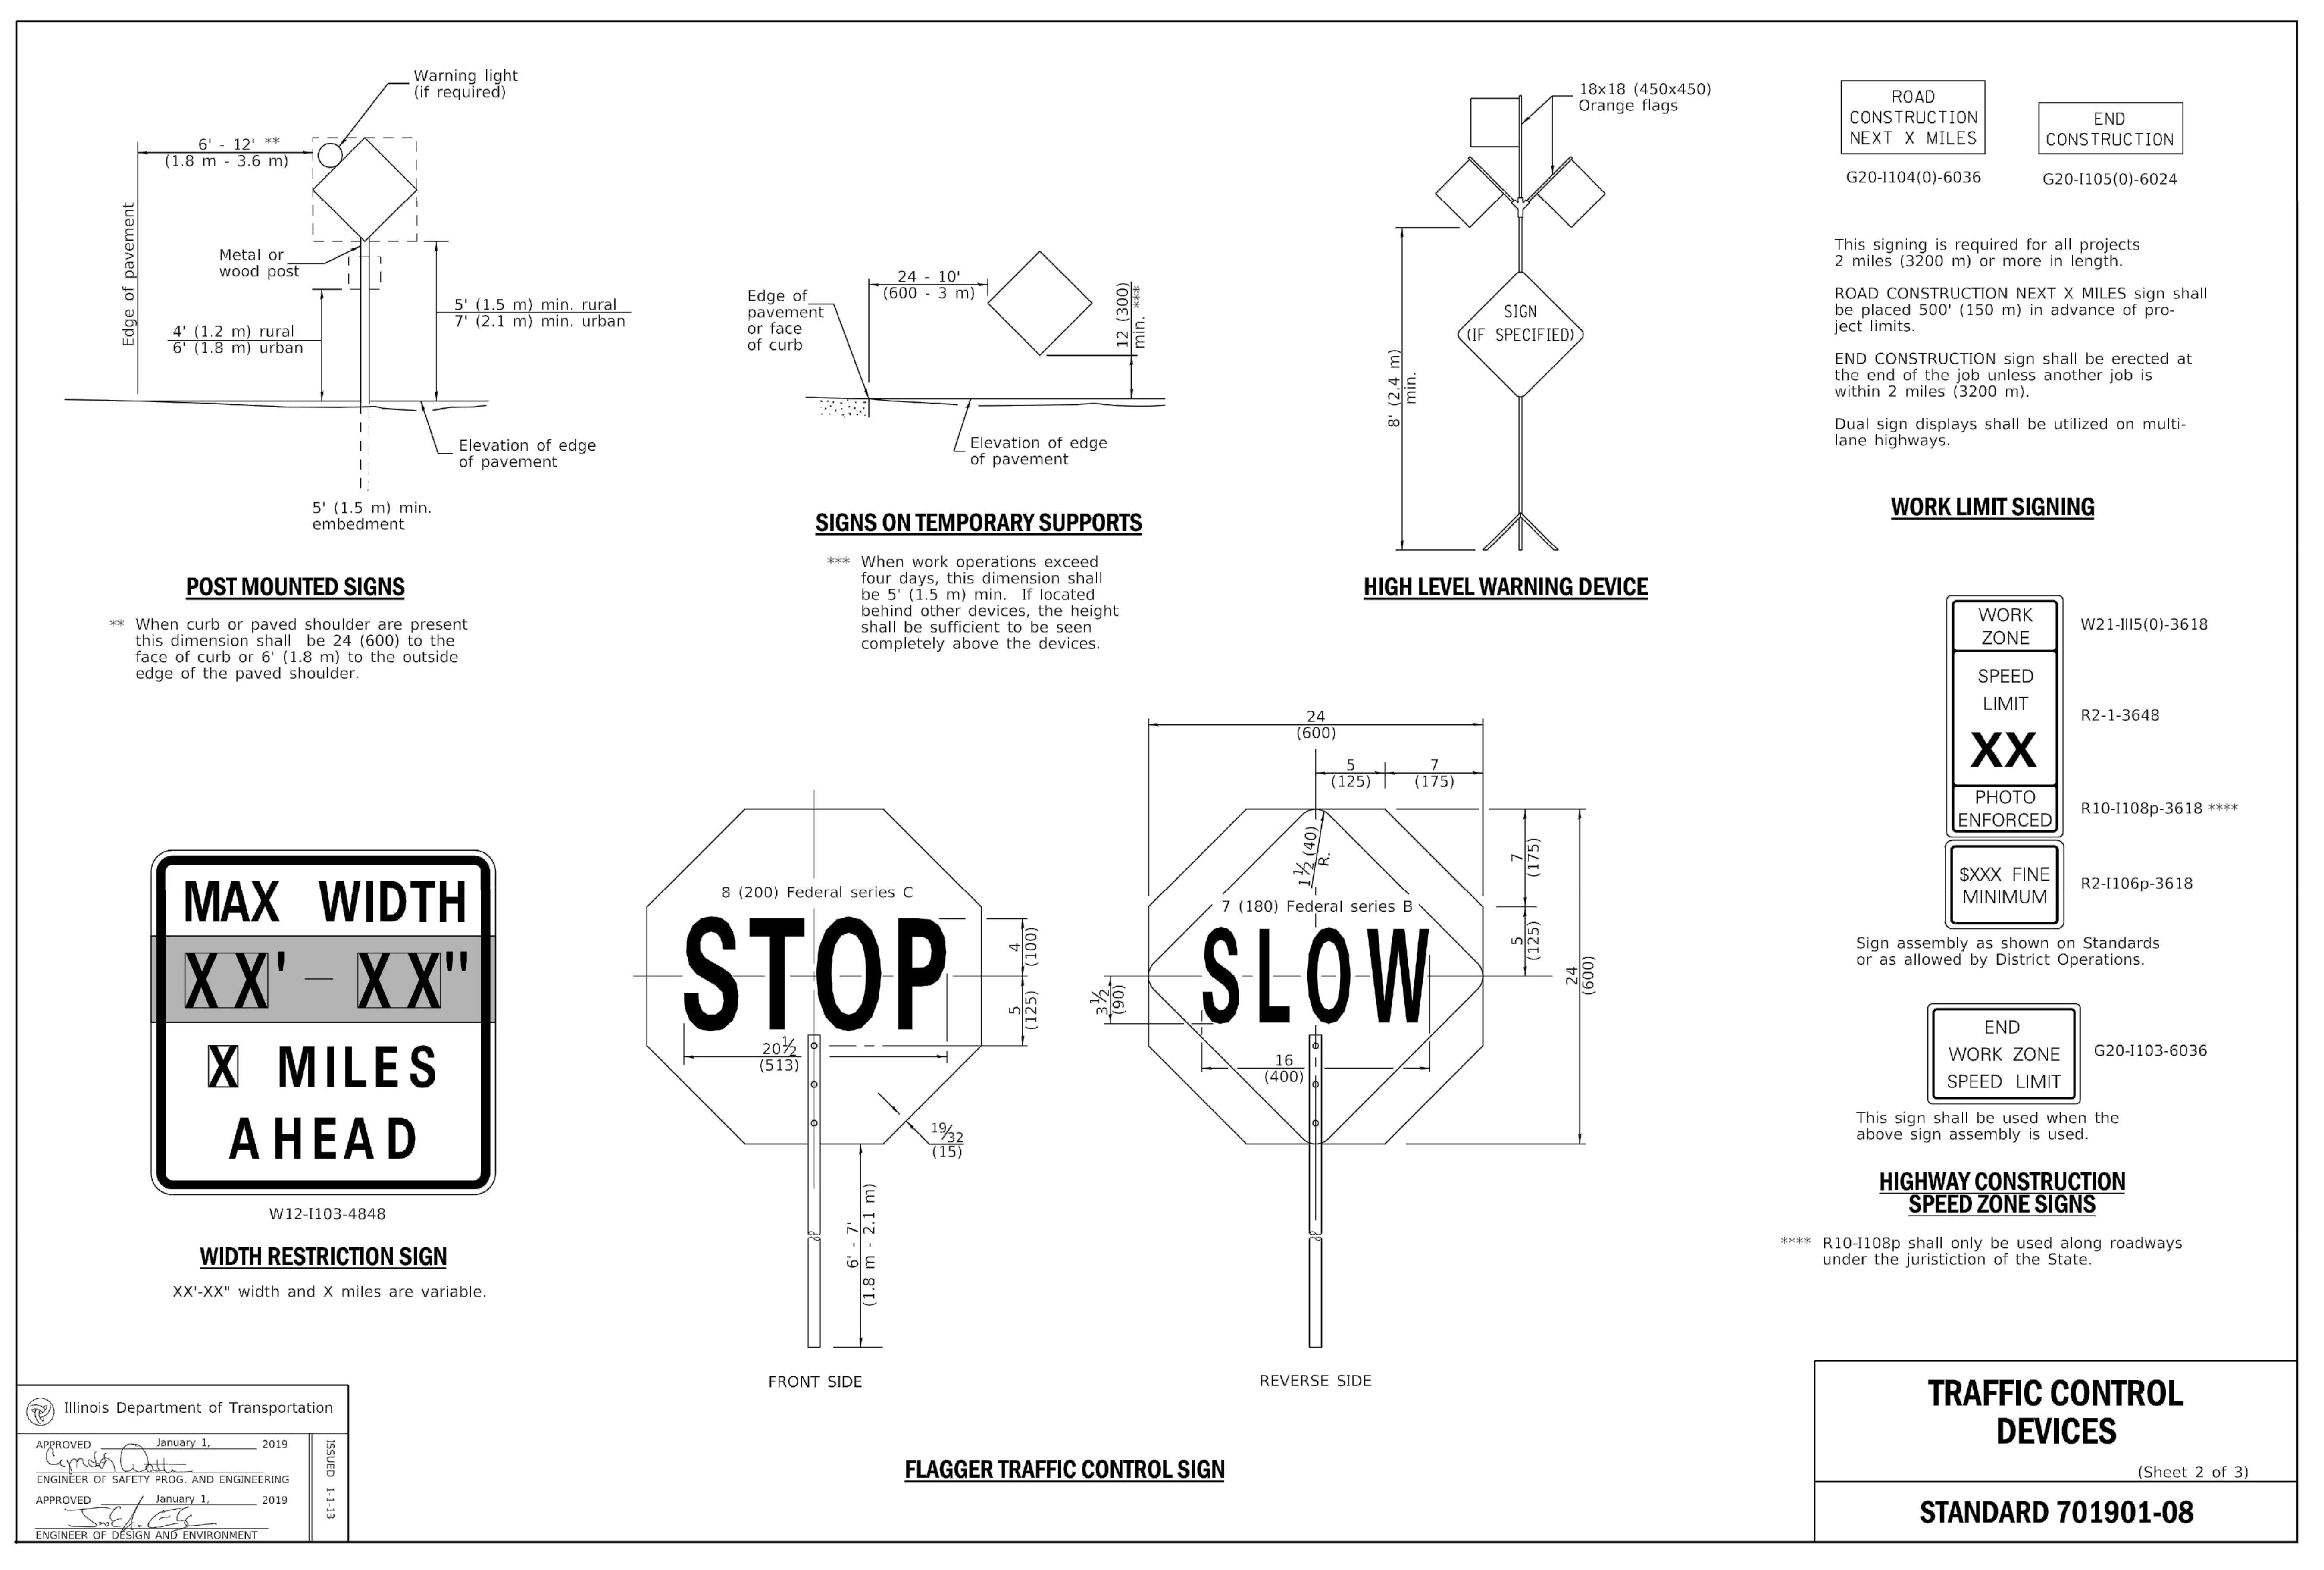 Warning light
(if required)
6' - 12' **
(1.8 m - 3.6 m)
Edge of pavement
Metal or
wood post
5' (1.5 m) min. rural
7' (2.1 m) min. urban
4' (1.2 m) rural
6' (1.8 m) urban
Elevation of edge
of pavement
5' (1.5 m) min.
embedment
POST MOUNTED SIGNS
** When curb or paved shoulder are present
this dimension shall be 24 (600) to the
face of curb or 6' (1.8 m) to the outside
edge of the paved shoulder.
24 - 10'
(600 - 3 m)
Edge of
pavement
or face
of curb
12 (300)
min. ***
Elevation of edge
of pavement
SIGNS ON TEMPORARY SUPPORTS
*** When work operations exceed
four days, this dimension shall
be 5' (1.5 m) min. If located
behind other devices, the height
shall be sufficient to be seen
completely above the devices.
18x18 (450x450)
Orange flags
SIGN
(IF SPECIFIED)
8' (2.4 m)
min.
HIGH LEVEL WARNING DEVICE
ROAD
CONSTRUCTION
NEXT X MILES
G20-I104(0)-6036
END
CONSTRUCTION
G20-I105(0)-6024
This signing is required for all projects
2 miles (3200 m) or more in length.
ROAD CONSTRUCTION NEXT X MILES sign shall
be placed 500' (150 m) in advance of pro-
ject limits.
END CONSTRUCTION sign shall be erected at
the end of the job unless another job is
within 2 miles (3200 m).
Dual sign displays shall be utilized on multi-
lane highways.
WORK LIMIT SIGNING
WORK
ZONE
W21-III5(0)-3618
SPEED
LIMIT
XX
R2-1-3648
PHOTO
ENFORCED
R10-I108p-3618 ****
$XXX FINE
MINIMUM
R2-I106p-3618
Sign assembly as shown on Standards
or as allowed by District Operations.
END
WORK ZONE
SPEED LIMIT
G20-I103-6036
This sign shall be used when the
above sign assembly is used.
HIGHWAY CONSTRUCTION
SPEED ZONE SIGNS
**** R10-I108p shall only be used along roadways
under the juristiction of the State.
MAX WIDTH
XX' - XX"
X MILES
AHEAD
W12-I103-4848
WIDTH RESTRICTION SIGN
XX'-XX" width and X miles are variable.
8 (200) Federal series C
STOP
4
(100)
5
(125)
20 1/2
(513)
19/32
(15)
6' - 7'
(1.8 m - 2.1 m)
FRONT SIDE
24
(600)
5
(125)
7
(175)
1 1/2 (40)
R.
7 (180) Federal series B
SLOW
7
(175)
5
(125)
24
(600)
3 1/2
(90)
16
(400)
REVERSE SIDE
FLAGGER TRAFFIC CONTROL SIGN
Illinois Department of Transportation
APPROVED January 1, 2019
ENGINEER OF SAFETY PROG. AND ENGINEERING
APPROVED January 1, 2019
ENGINEER OF DESIGN AND ENVIRONMENT
ISSUED 1-1-13
TRAFFIC CONTROL
DEVICES
(Sheet 2 of 3)
STANDARD 701901-08